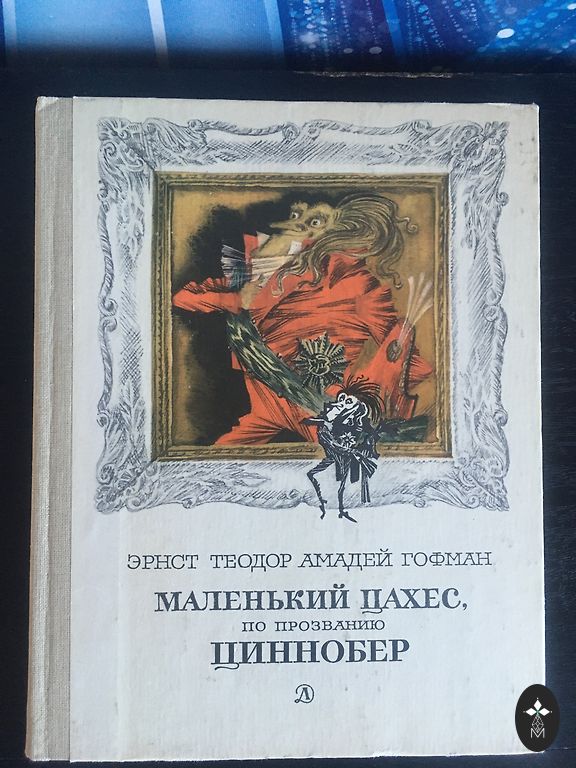 ЭРНСТ ТЕОДОР АМАДЕЙ ГОФМАН
МАЛЕНЬКИЙ ЦАХЕС,
ПО ПРОЗВАНИЮ
ЦИННОБЕР
Д
М